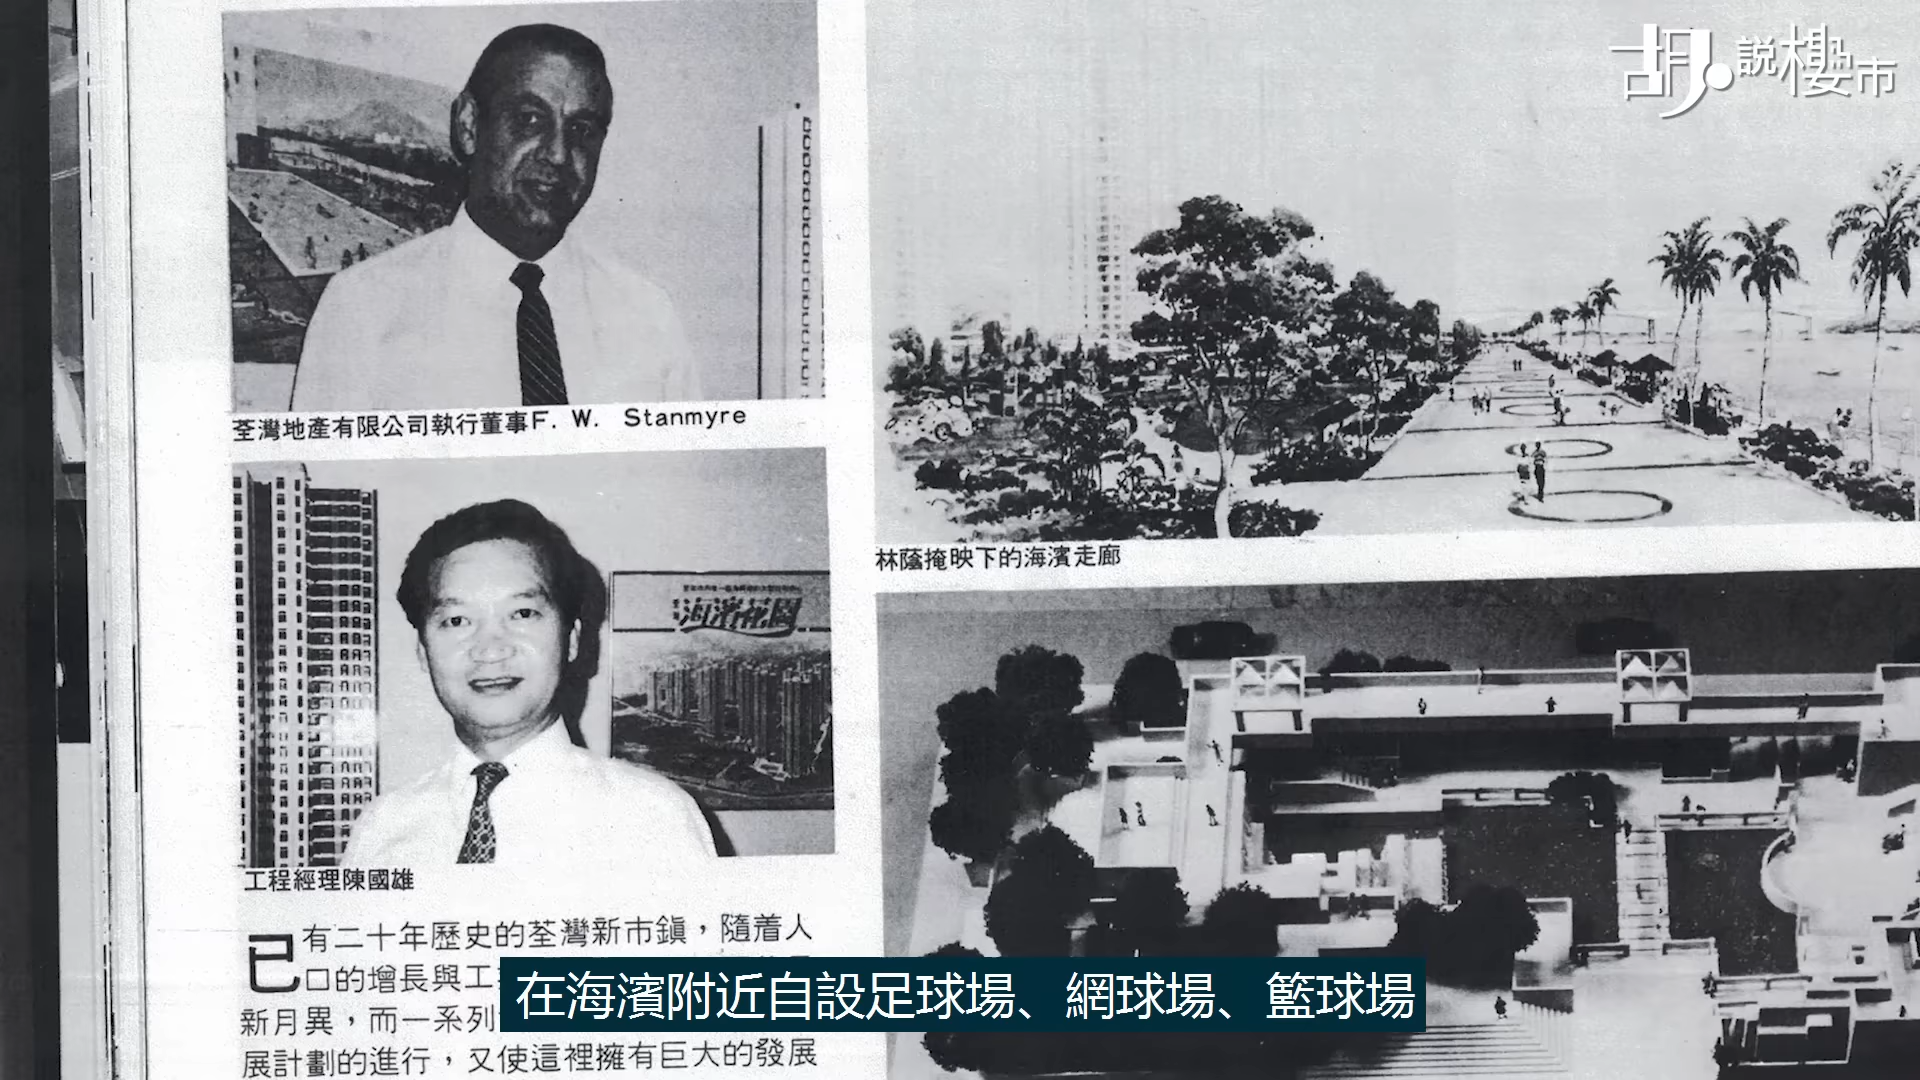 胡.説樓市
荃灣地產有限公司執行董事F. W. Stanmyre
林蔭掩映下的海濱走廊
海濱花園
工程經理陳國雄
已有二十年歷史的荃灣新市鎮，隨着人
口的增長與工
新月異，而一系列
展計劃的進行，又使這裡擁有巨大的發展
在海濱附近自設足球場、網球場、籃球場